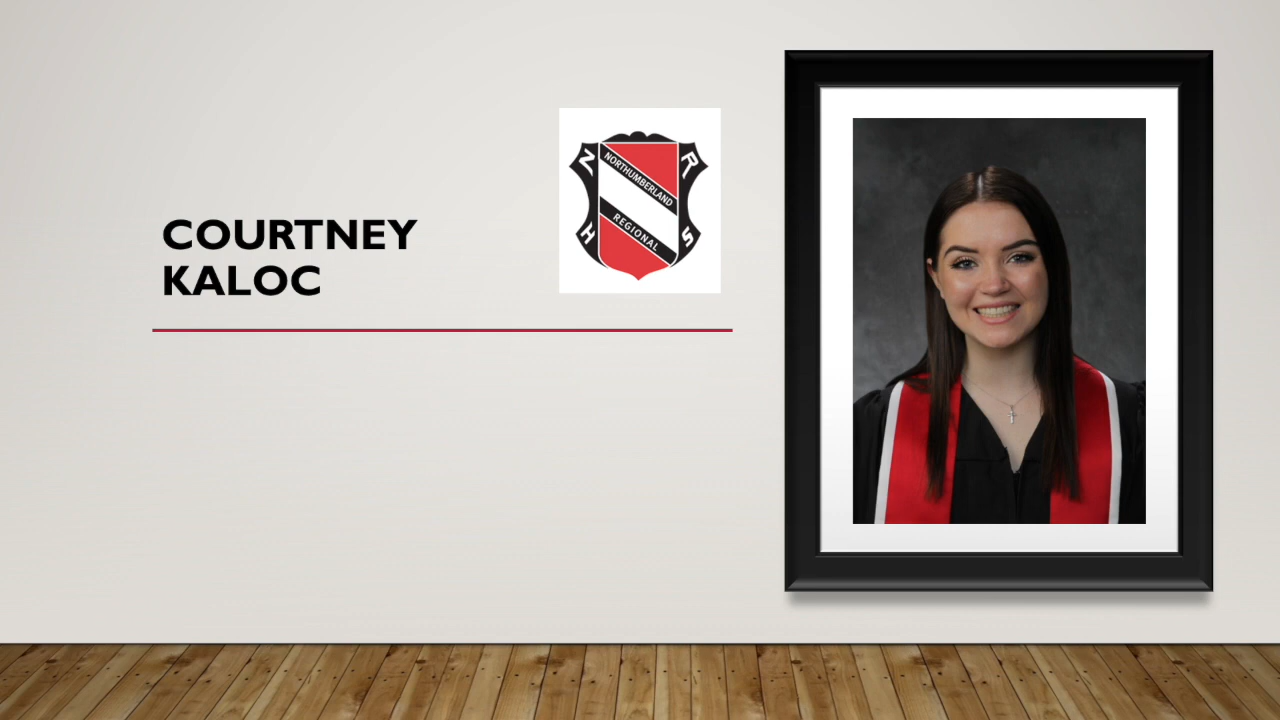 COURTNEY
KALOC
N R
NORTHUMBERLAND
REGIONAL
H S